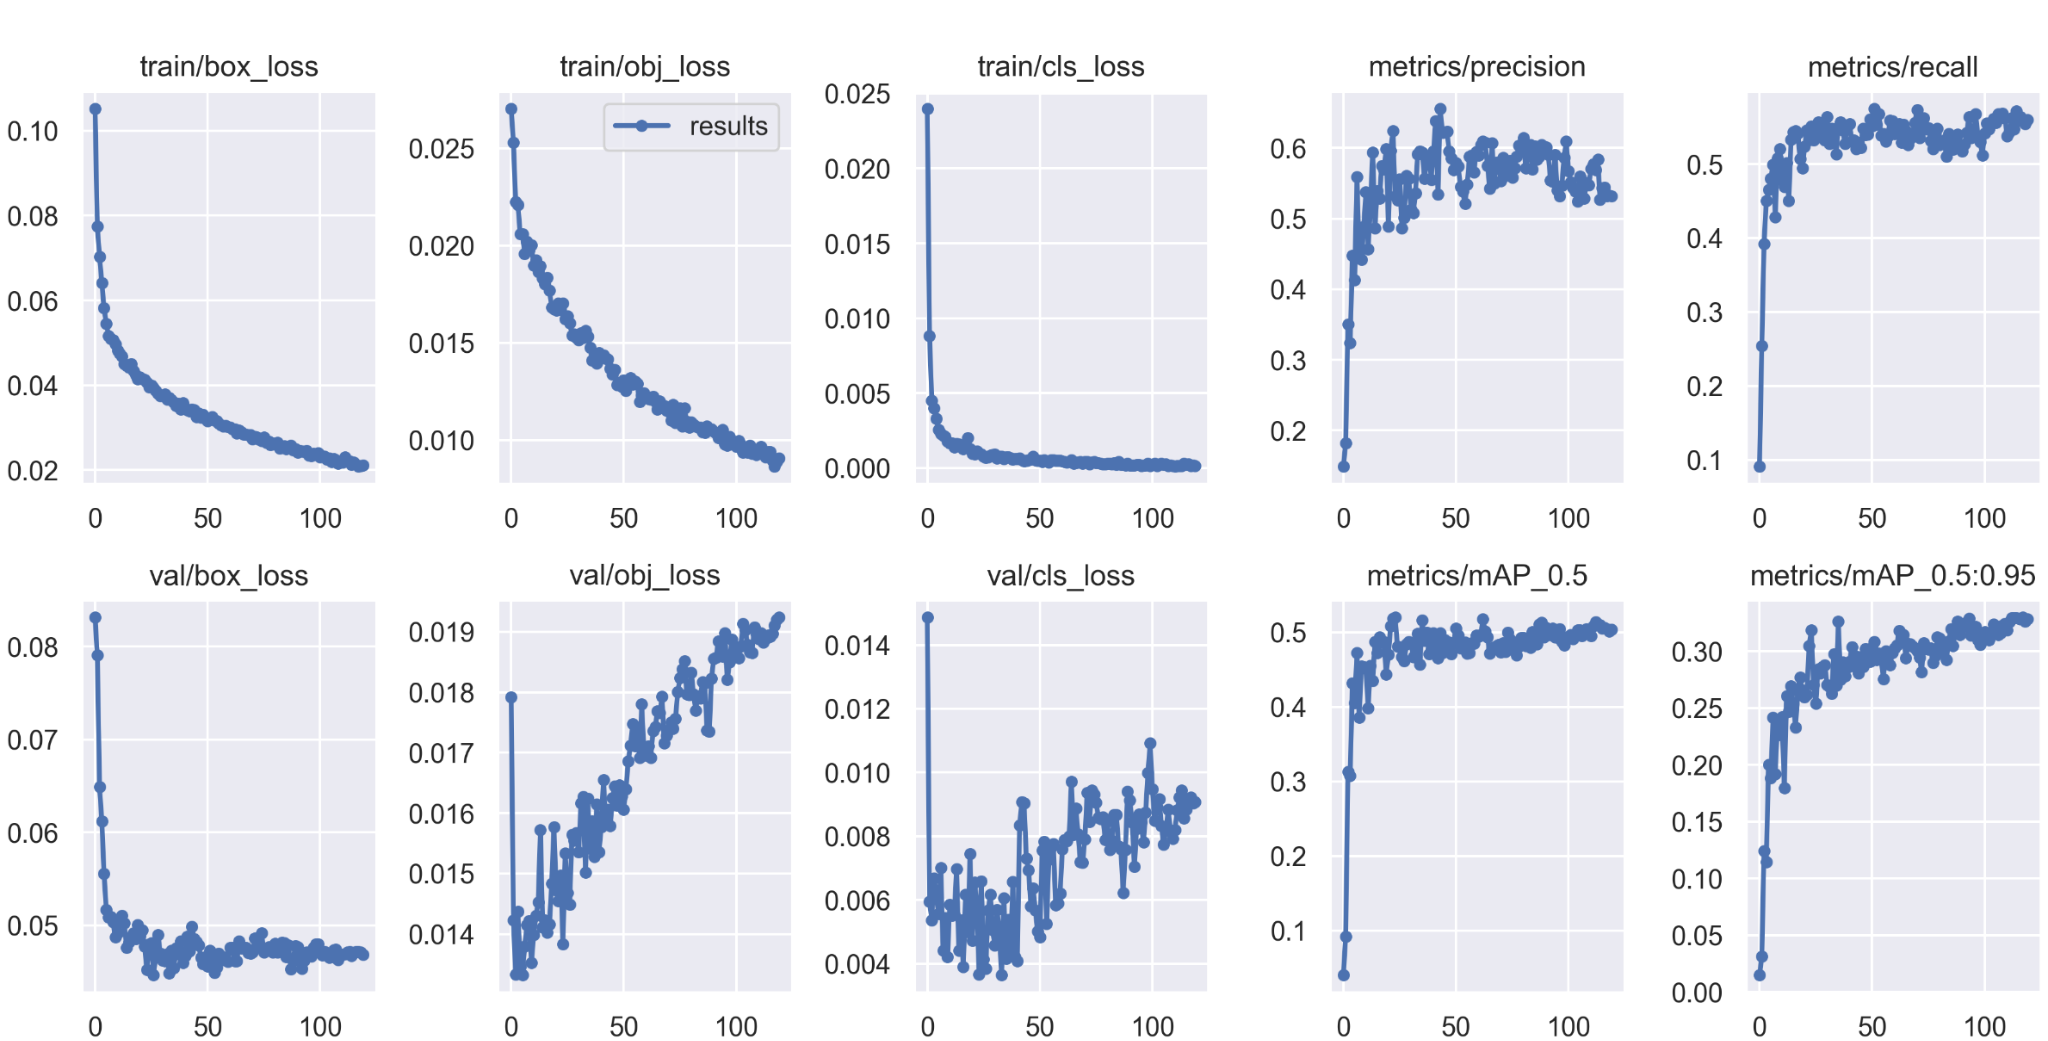 train/box_loss
0.10
0.08
0.06
0.04
0.02
0 50 100
train/obj_loss
results
0.025
0.020
0.015
0.010
0 50 100
train/cls_loss
0.025
0.020
0.015
0.010
0.005
0.000
0 50 100
metrics/precision
0.6
0.5
0.4
0.3
0.2
0 50 100
metrics/recall
0.5
0.4
0.3
0.2
0.1
0 50 100
val/box_loss
0.08
0.07
0.06
0.05
0 50 100
val/obj_loss
0.019
0.018
0.017
0.016
0.015
0.014
0 50 100
val/cls_loss
0.014
0.012
0.010
0.008
0.006
0.004
0 50 100
metrics/mAP_0.5
0.5
0.4
0.3
0.2
0.1
0 50 100
metrics/mAP_0.5:0.95
0.30
0.25
0.20
0.15
0.10
0.05
0.00
0 50 100